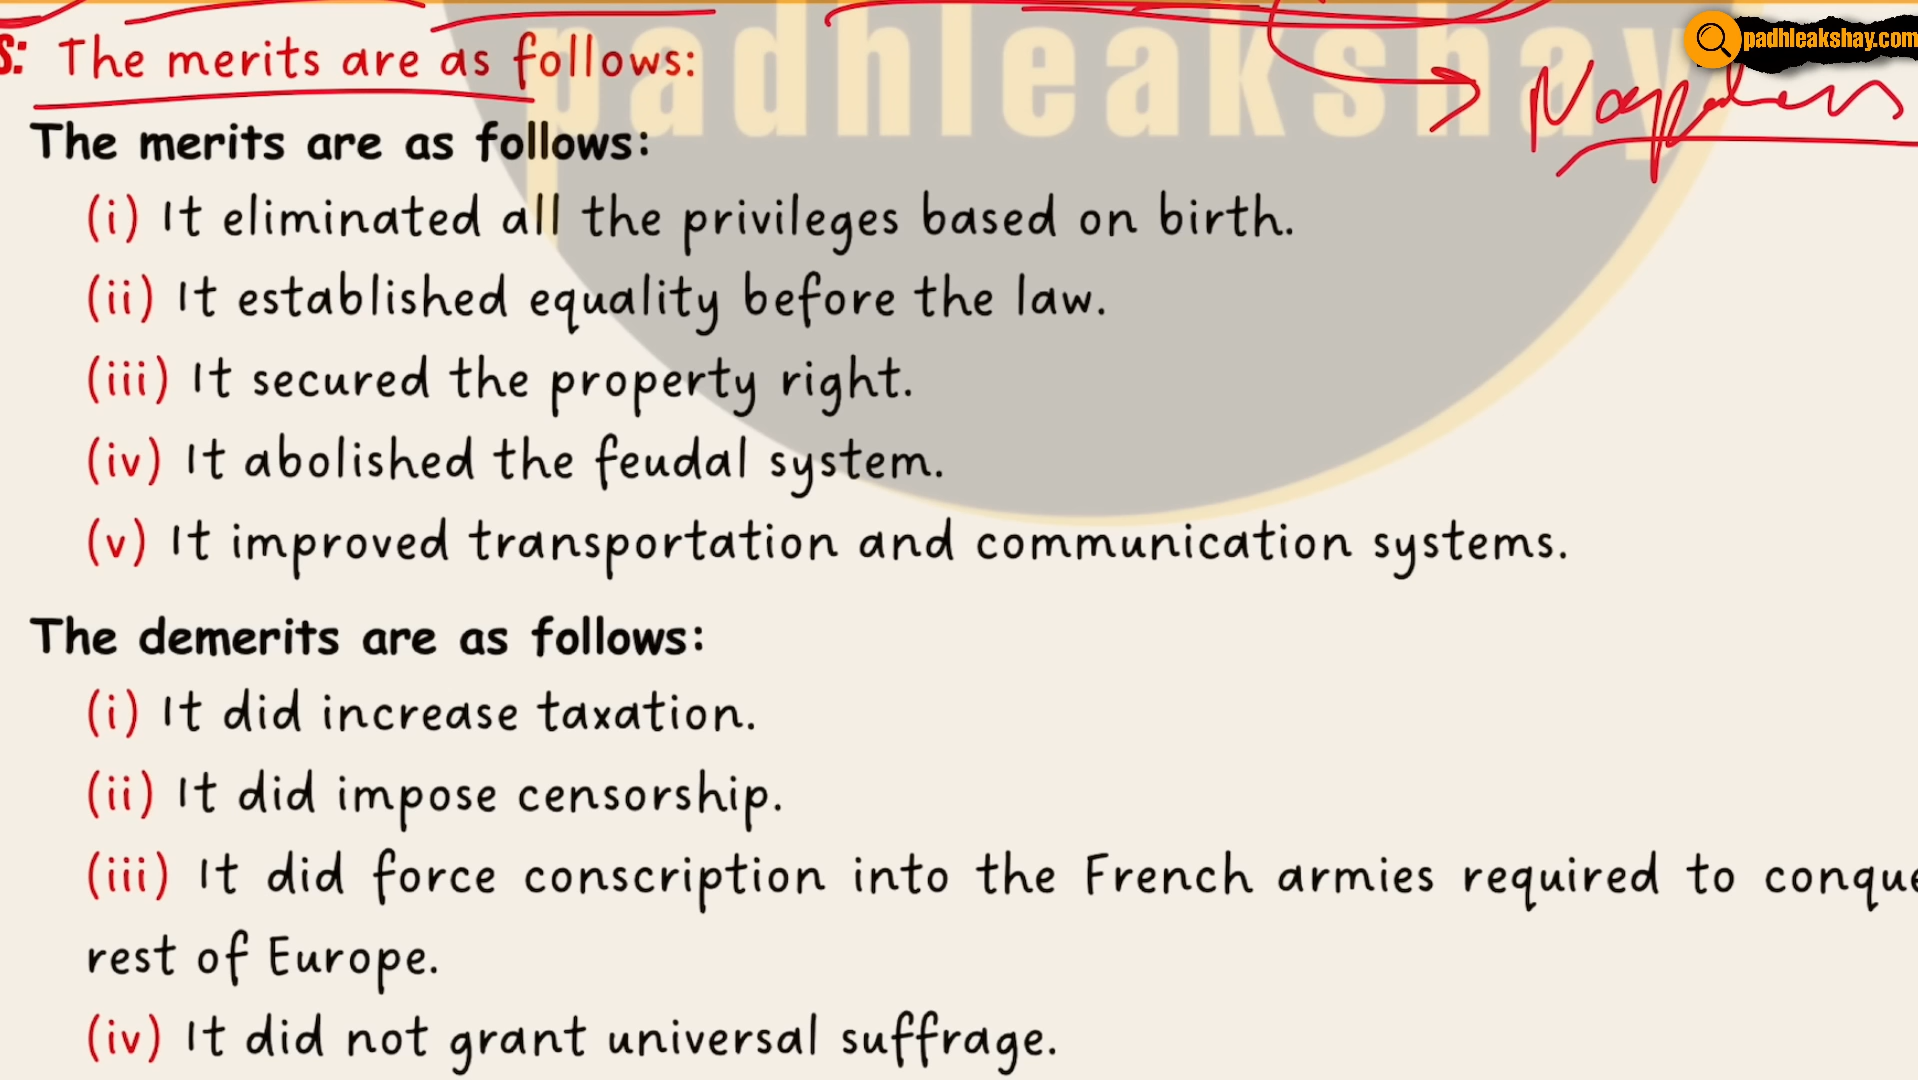 padhleakshay
padhleakshay.com
S: The merits are as follows:
The merits are as follows:
(i) It eliminated all the privileges based on birth.
(ii) It established equality before the law.
(iii) It secured the property right.
(iv) It abolished the feudal system.
(v) It improved transportation and communication systems.
The demerits are as follows:
(i) It did increase taxation.
(ii) It did impose censorship.
(iii) It did force conscription into the French armies required to conque
rest of Europe.
(iv) It did not grant universal suffrage.